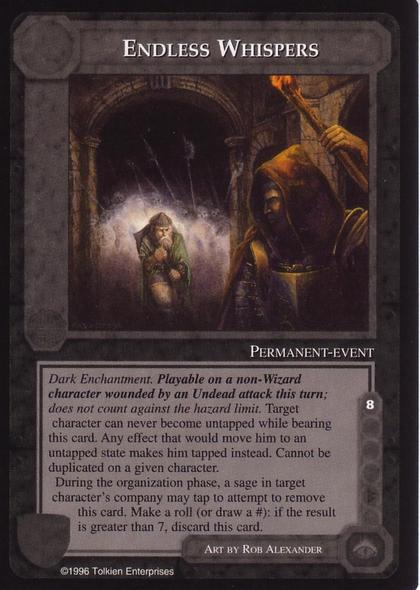 Endless Whispers
Permanent-event
Dark Enchantment. Playable on a non-Wizard
character wounded by an Undead attack this turn;
does not count against the hazard limit. Target
character can never become untapped while bearing
this card. Any effect that would move him to an
untapped state makes him tapped instead. Cannot be
duplicated on a given character.
During the organization phase, a sage in target
character's company may tap to attempt to remove
this card. Make a roll (or draw a #): if the result
is greater than 7, discard this card.
8
Art by Rob Alexander
©1996 Tolkien Enterprises